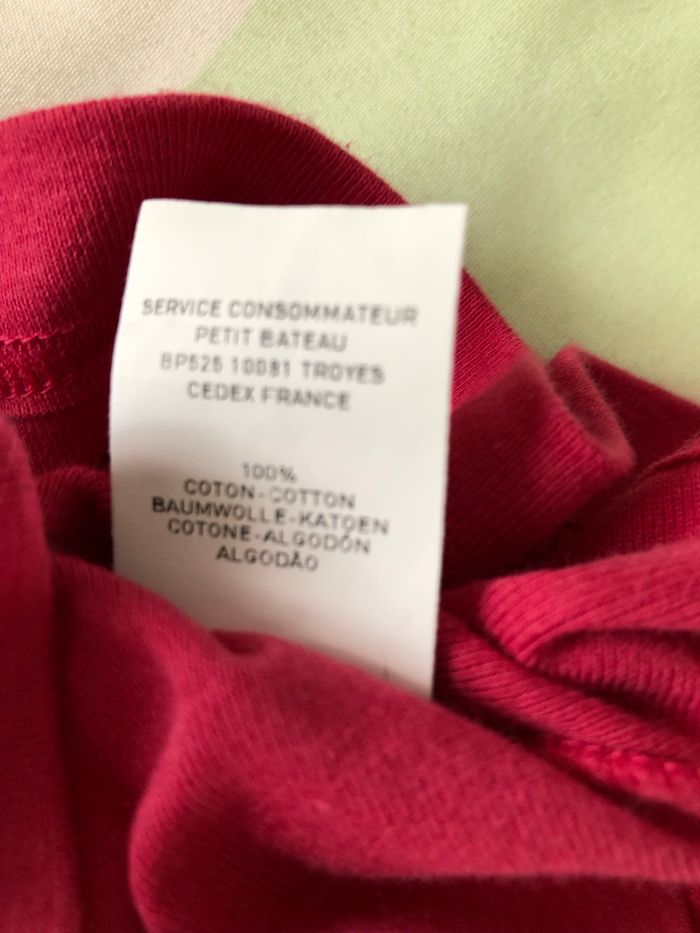 SERVICE CONSOMMATEUR
PETIT BATEAU
BP525 10081 TROYES
CEDEX FRANCE
100%
COTON-COTTON
BAUMWOLLE-KATOEN
COTONE-ALGODÓN
ALGODÃO